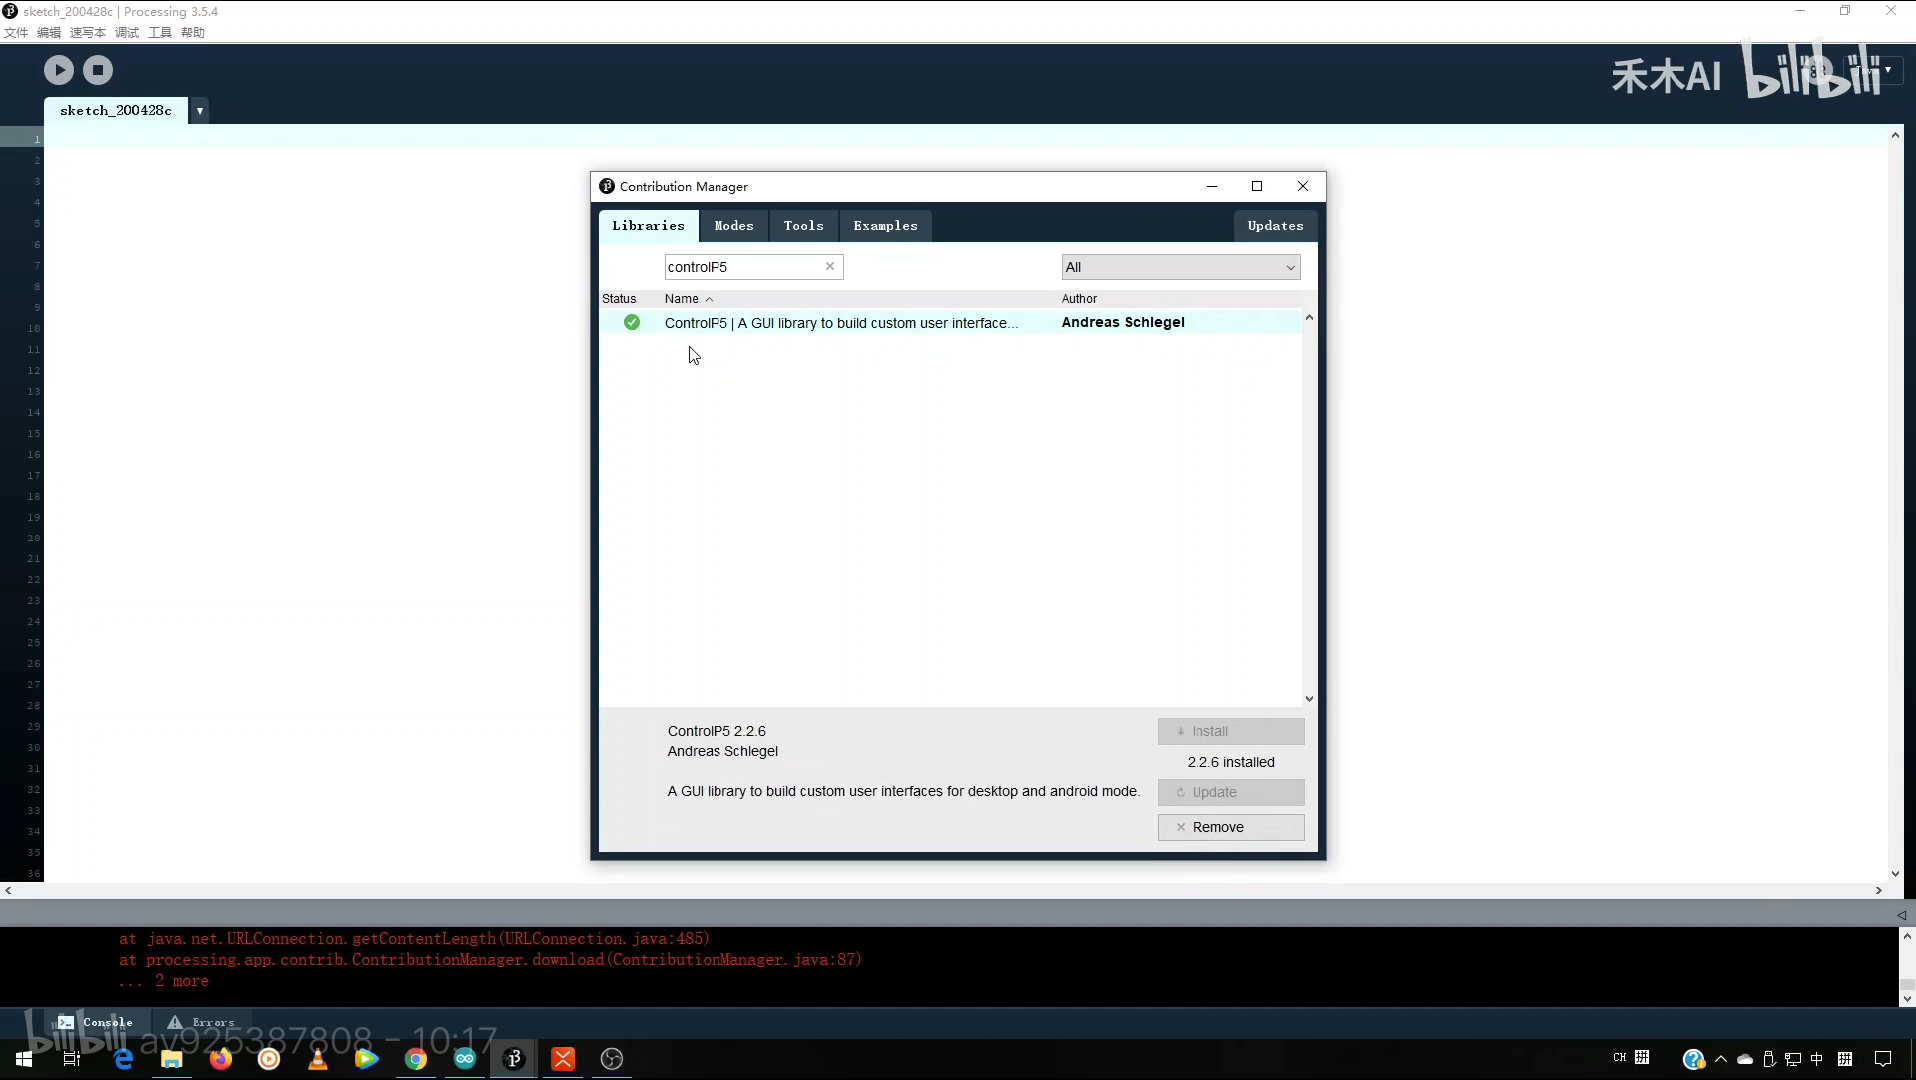 sketch_200428c | Processing 3.5.4
文件 编辑 速写本 调试 工具 帮助
禾木AI bilibili
sketch_200428c
1
2
3
4
5
6
7
8
9
10
11
12
13
14
15
16
17
18
19
20
21
22
23
24
25
26
27
28
29
30
31
32
33
34
35
36
Contribution Manager
Libraries Modes Tools Examples Updates
controlP5 All
Status Name Author
ControlP5 | A GUI library to build custom user interface... Andreas Schlegel
ControlP5 2.2.6
Andreas Schlegel
A GUI library to build custom user interfaces for desktop and android mode.
Install
2.2.6 installed
Update
Remove
at java.net.URLConnection.getContentLength(URLConnection.java:485)
at processing.app.contrib.ContributionManager.download(ContributionManager.java:87)
... 2 more
Console Errors
bilibili av925387808 - 10:17
CH 拼 中 拼